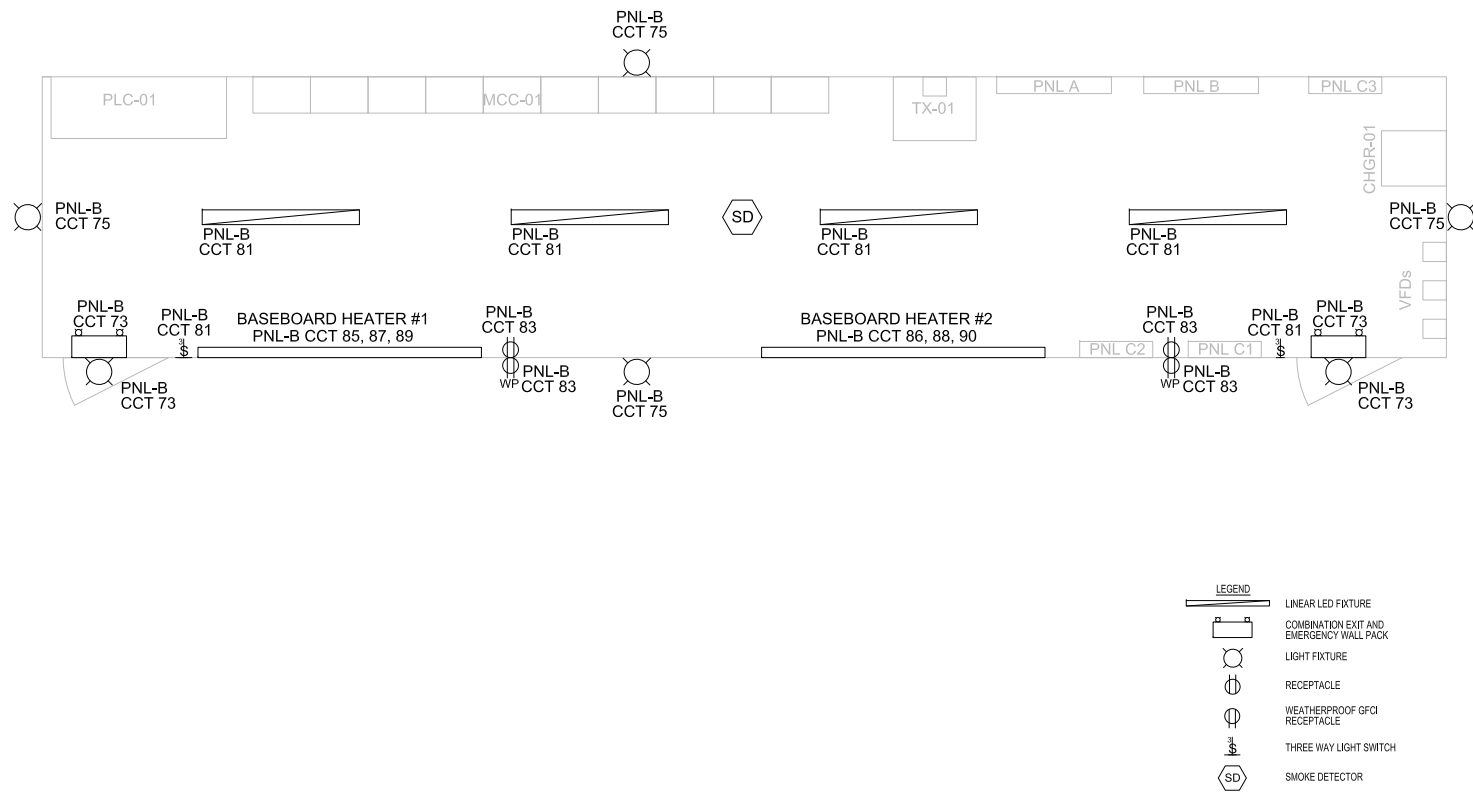 PNL-B
CCT 75
PLC-01
MCC-01
TX-01
PNL A
PNL B
PNL C3
CHGR-01
PNL-B
CCT 75
SD
PNL-B
CCT 75
PNL-B
CCT 81
PNL-B
CCT 81
PNL-B
CCT 81
PNL-B
CCT 81
VFDs
PNL-B
CCT 73
PNL-B
CCT 81
3
$
BASEBOARD HEATER #1
PNL-B CCT 85, 87, 89
PNL-B
CCT 83
BASEBOARD HEATER #2
PNL-B CCT 86, 88, 90
PNL C2
PNL-B
CCT 83
PNL C1
PNL-B
CCT 81
3
$
PNL-B
CCT 73
PNL-B
CCT 73
WP
PNL-B
CCT 83
PNL-B
CCT 75
WP
PNL-B
CCT 83
PNL-B
CCT 73
LEGEND
LINEAR LED FIXTURE
COMBINATION EXIT AND
EMERGENCY WALL PACK
LIGHT FIXTURE
RECEPTACLE
WEATHERPROOF GFCI
RECEPTACLE
3
$
THREE WAY LIGHT SWITCH
SD
SMOKE DETECTOR